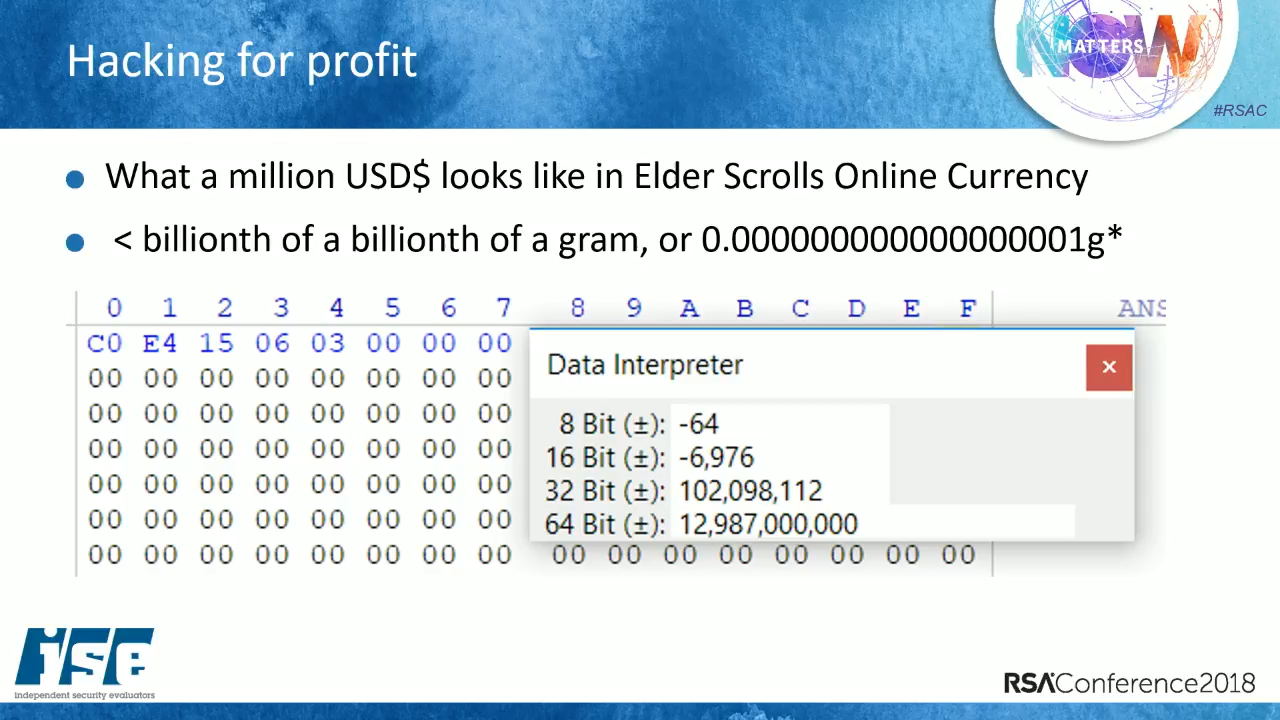 Hacking for profit
NOW
MATTERS
#RSAC
What a million USD$ looks like in Elder Scrolls Online Currency
< billionth of a billionth of a gram, or 0.000000000000000001g*
0 1 2 3 4 5 6 7 8 9 A B C D E F ANS
C0 E4 15 06 03 00 00 00
00 00 00 00 00 00 00 00
00 00 00 00 00 00 00 00
00 00 00 00 00 00 00 00
00 00 00 00 00 00 00 00
00 00 00 00 00 00 00 00
00 00 00 00 00 00 00 00 00 00 00 00 00 00 00 00
Data Interpreter
x
8 Bit (±): -64
16 Bit (±): -6,976
32 Bit (±): 102,098,112
64 Bit (±): 12,987,000,000
ise
independent security evaluators
RSAConference2018